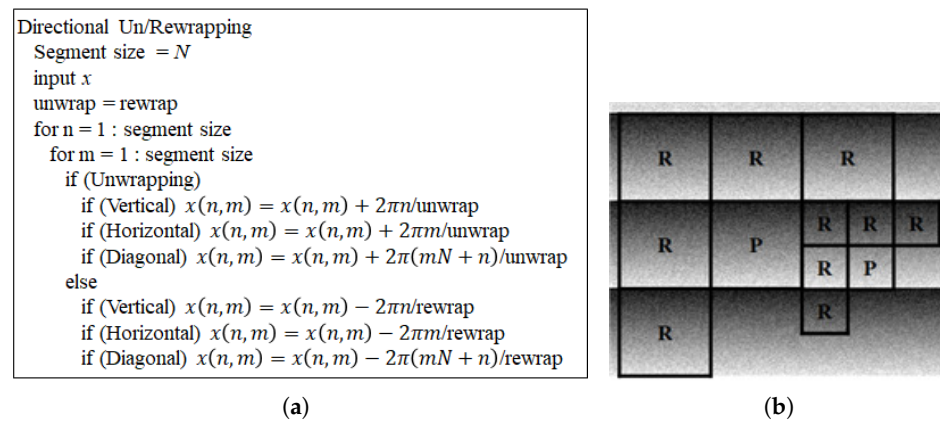 Directional Un/Rewrapping
Segment size = N
input x
unwrap = rewrap
for n = 1 : segment size
for m = 1 : segment size
if (Unwrapping)
if (Vertical) x(n,m) = x(n,m) + 2πn/unwrap
if (Horizontal) x(n,m) = x(n,m) + 2πm/unwrap
if (Diagonal) x(n,m) = x(n,m) + 2π(mN + n)/unwrap
else
if (Vertical) x(n,m) = x(n,m) − 2πn/rewrap
if (Horizontal) x(n,m) = x(n,m) − 2πm/rewrap
if (Diagonal) x(n,m) = x(n,m) − 2π(mN + n)/rewrap
(a)
R R R
R P R R R
R P
R R
(b)